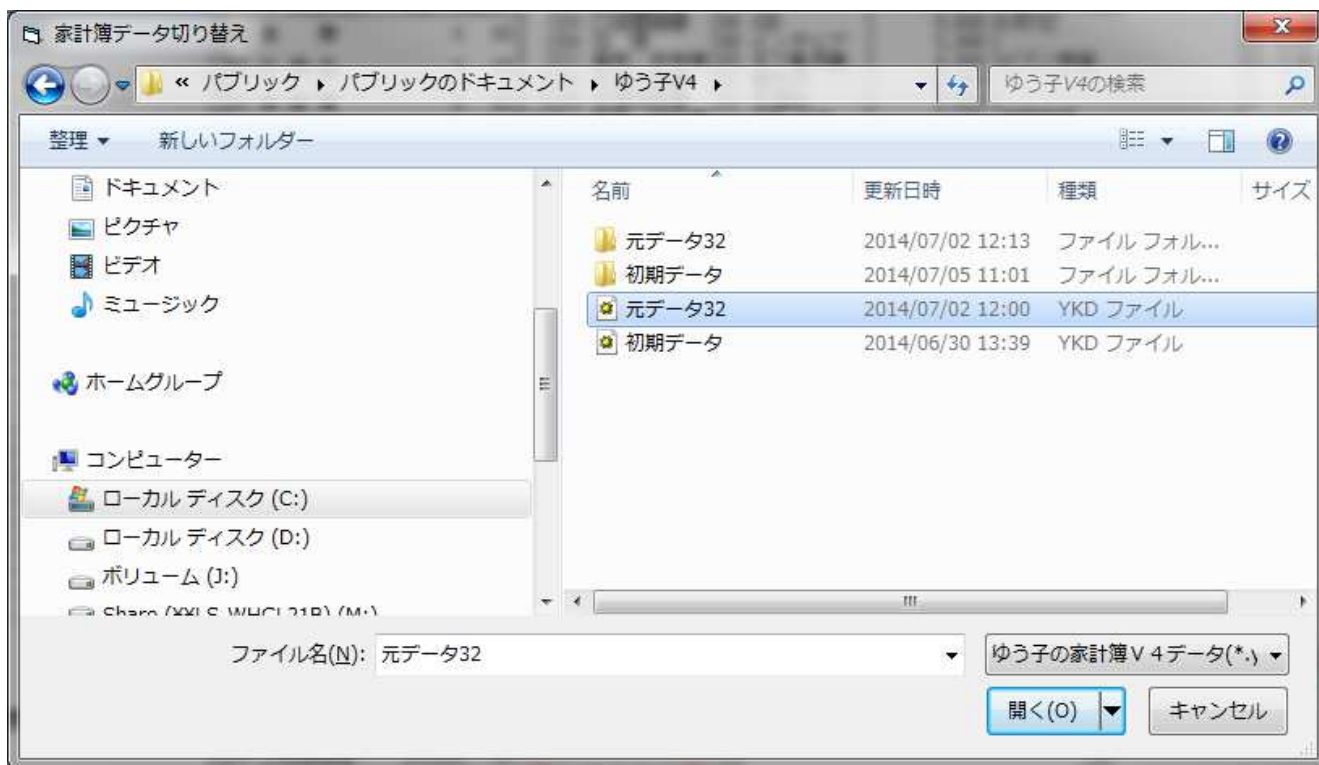 家計簿データ切り替え
« パブリック ▸ パブリックのドキュメント ▸ ゆう子V4 ▸
ゆう子V4の検索
整理 ▼ 新しいフォルダー
ドキュメント
ピクチャ
ビデオ
ミュージック
ホームグループ
コンピューター
ローカル ディスク (C:)
ローカル ディスク (D:)
ボリューム (J:)
名前 更新日時 種類 サイズ
元データ32 2014/07/02 12:13 ファイル フォル...
初期データ 2014/07/05 11:01 ファイル フォル...
元データ32 2014/07/02 12:00 YKD ファイル
初期データ 2014/06/30 13:39 YKD ファイル
ファイル名(N): 元データ32
ゆう子の家計簿V4データ(*.y
開く(O) キャンセル